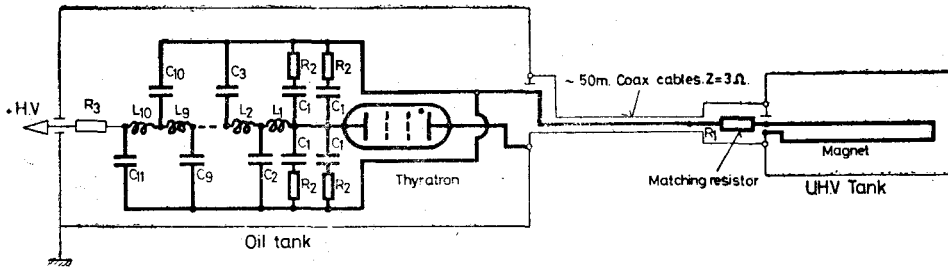 C10
C3
R2
R2
~ 50m. Coax cables. Z=3Ω.
+H.V
R3
L10
L9
L2
L1
C1
C1
R1
Magnet
C11
C9
C2
C1
C1
R2
R2
Thyratron
Matching resistor
UHV Tank
Oil tank